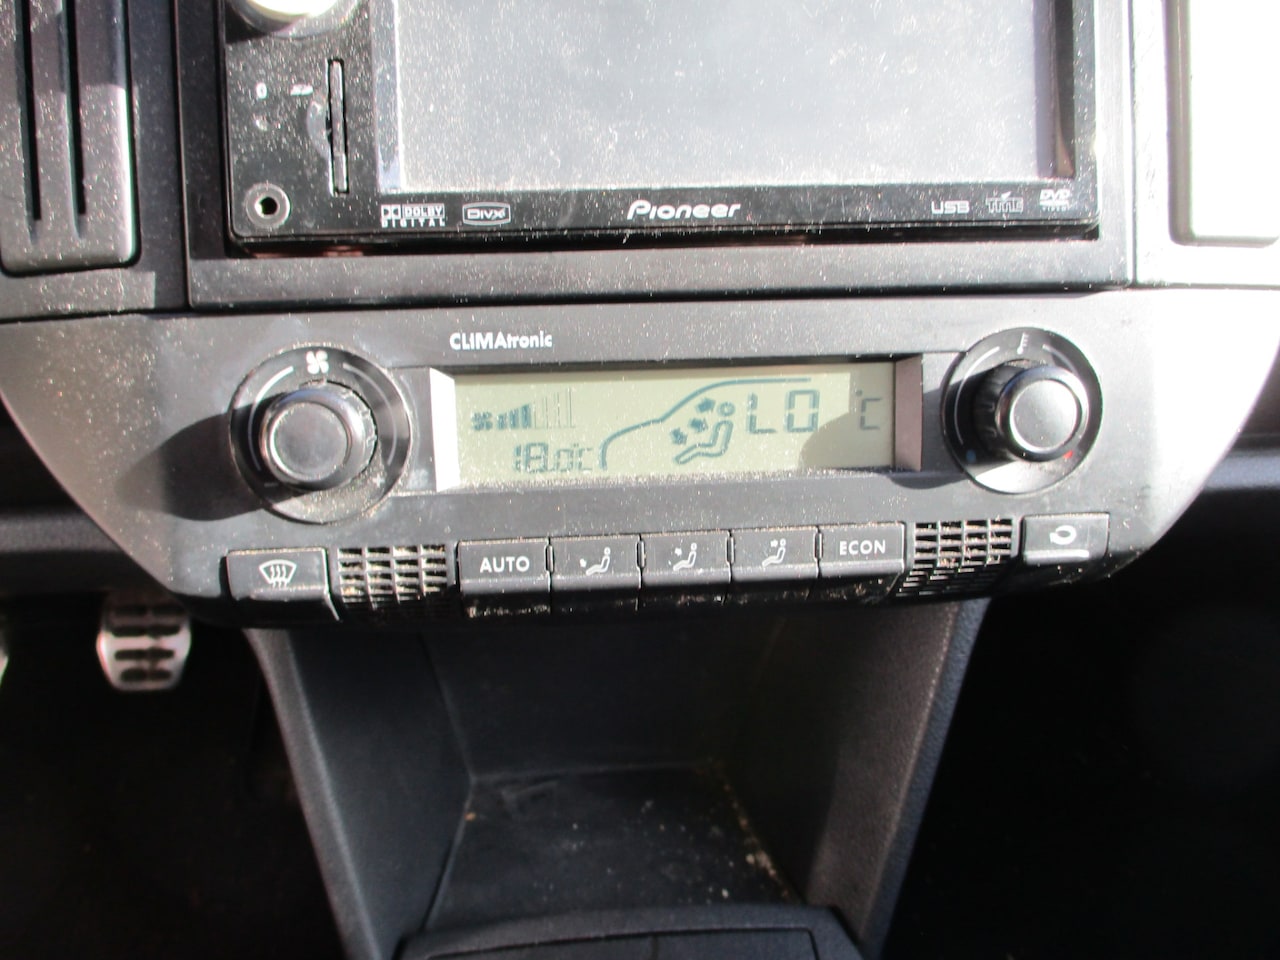 DOLBY
DIGITAL
DivX
Pioneer
USB
DVD
CLIMAtronic
LO °C
18.0°C
AUTO
ECON